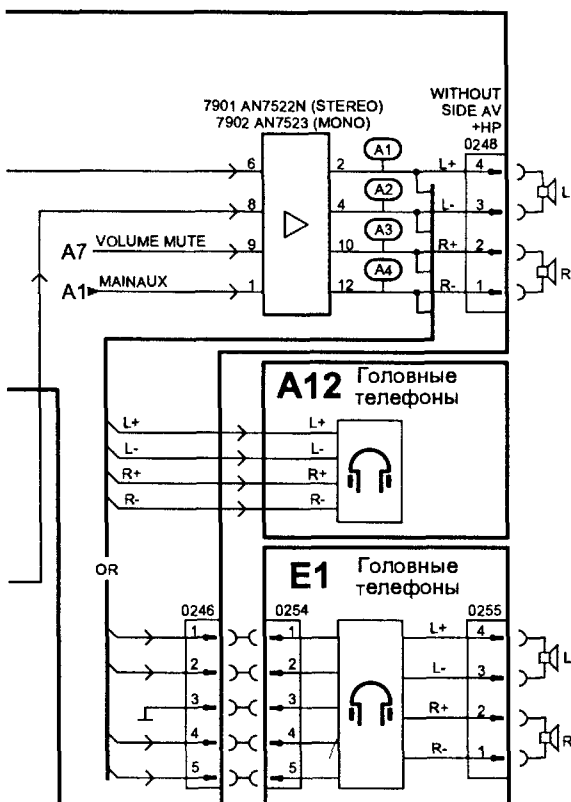 7901 AN7522N (STEREO)
7902 AN7523 (MONO)
WITHOUT
SIDE AV
+HP
0248
6 2 A1 L+ 4
L
8 4 A2 L- 3
A7 VOLUME MUTE 9 10 A3 R+ 2
R
A1 MAINAUX 1 12 A4 R- 1
A12 Головные
телефоны
L+ L+
L- L-
R+ R+
R- R-
OR
E1 Головные
телефоны
0246 0254 0255
1 1 L+ 4
L
2 2 L- 3
3 3 R+ 2
R
4 4 R- 1
5 5